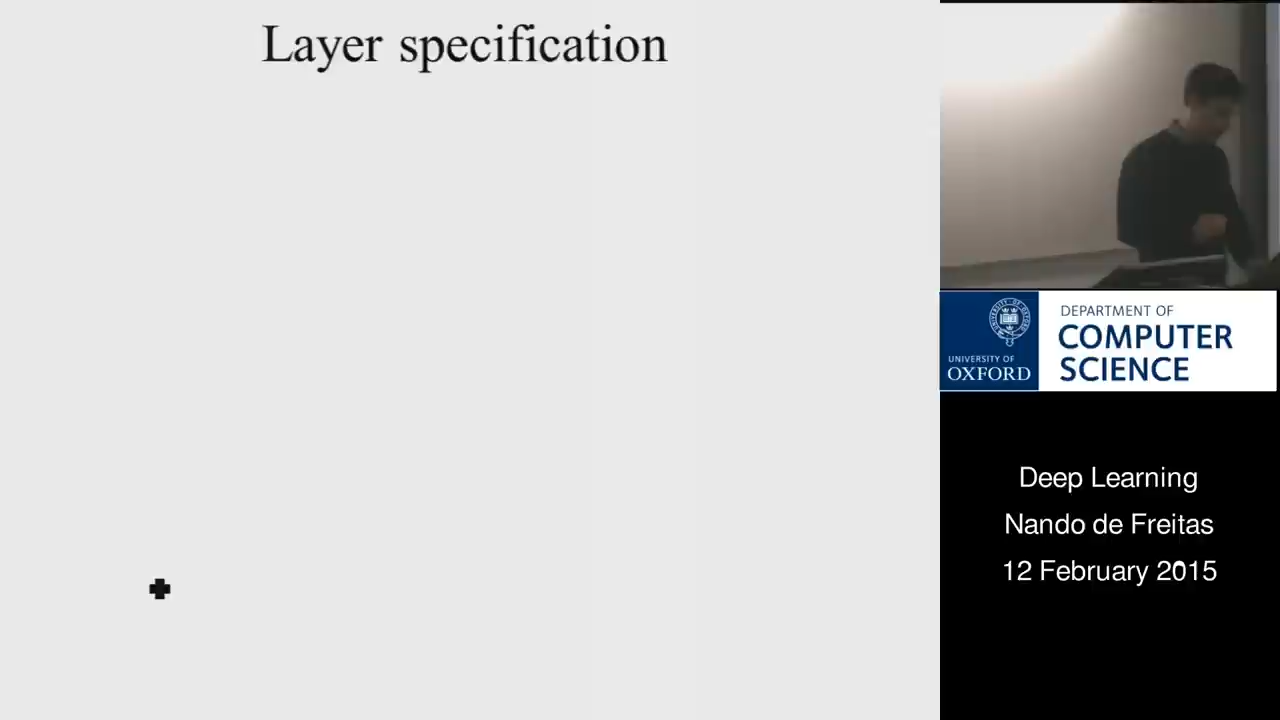 Layer specification
DEPARTMENT OF
COMPUTER
SCIENCE
UNIVERSITY OF
OXFORD
Deep Learning
Nando de Freitas
12 February 2015